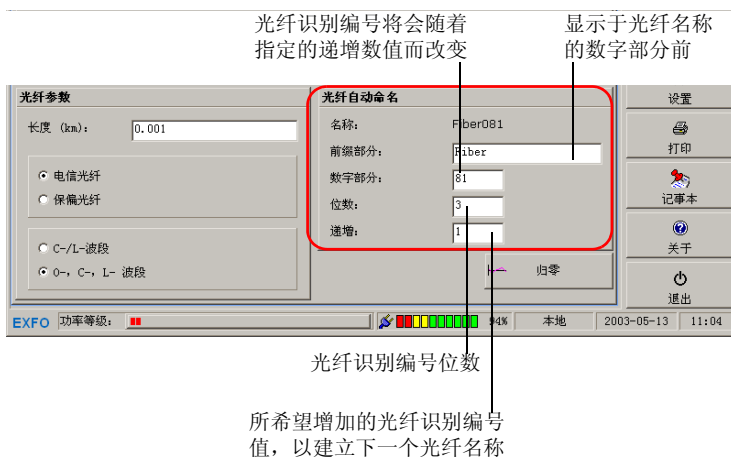 光纤识别编号将会随着
指定的递增数值而改变
显示于光纤名称
的数字部分前
光纤参数
长度 (km): 0.001
电信光纤
保偏光纤
C-/L-波段
O-, C-, L- 波段
光纤自动命名
名称: Fiber081
前缀部分: Fiber
数字部分: 81
位数: 3
递增: 1
归零
设置
打印
记事本
关于
退出
EXFO 功率等级: 94% 本地 2003-05-13 11:04
光纤识别编号位数
所希望增加的光纤识别编号
值，以建立下一个光纤名称